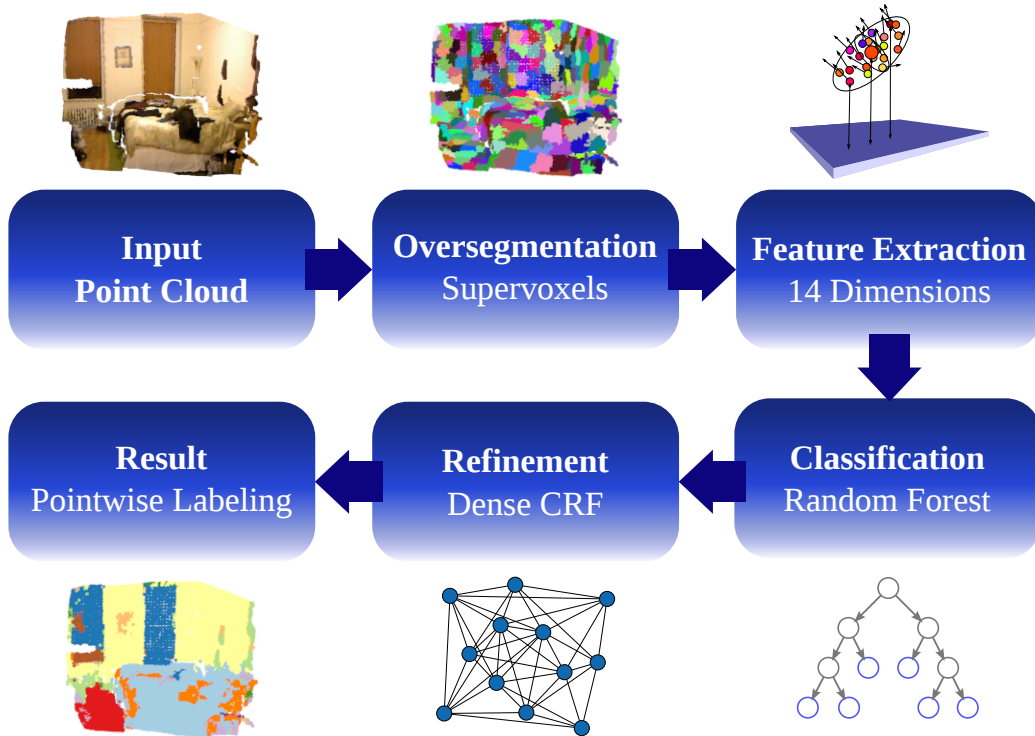 Input
Point Cloud
Oversegmentation
Supervoxels
Feature Extraction
14 Dimensions
Result
Pointwise Labeling
Refinement
Dense CRF
Classification
Random Forest